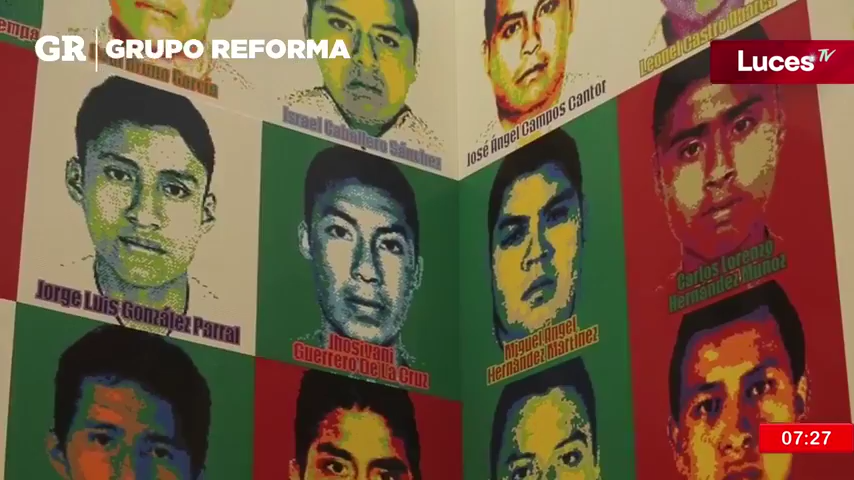 GR GRUPO REFORMA
Luces TV
García
Israel Caballero Sánchez
José Ángel Campos Cantor
Leonel Castro
Jorge Luis González Parral
Jhosivani
Guerrero De La Cruz
Miguel Ángel
Hernández Martínez
Carlos Lorenzo
Hernández Muñoz
07:27